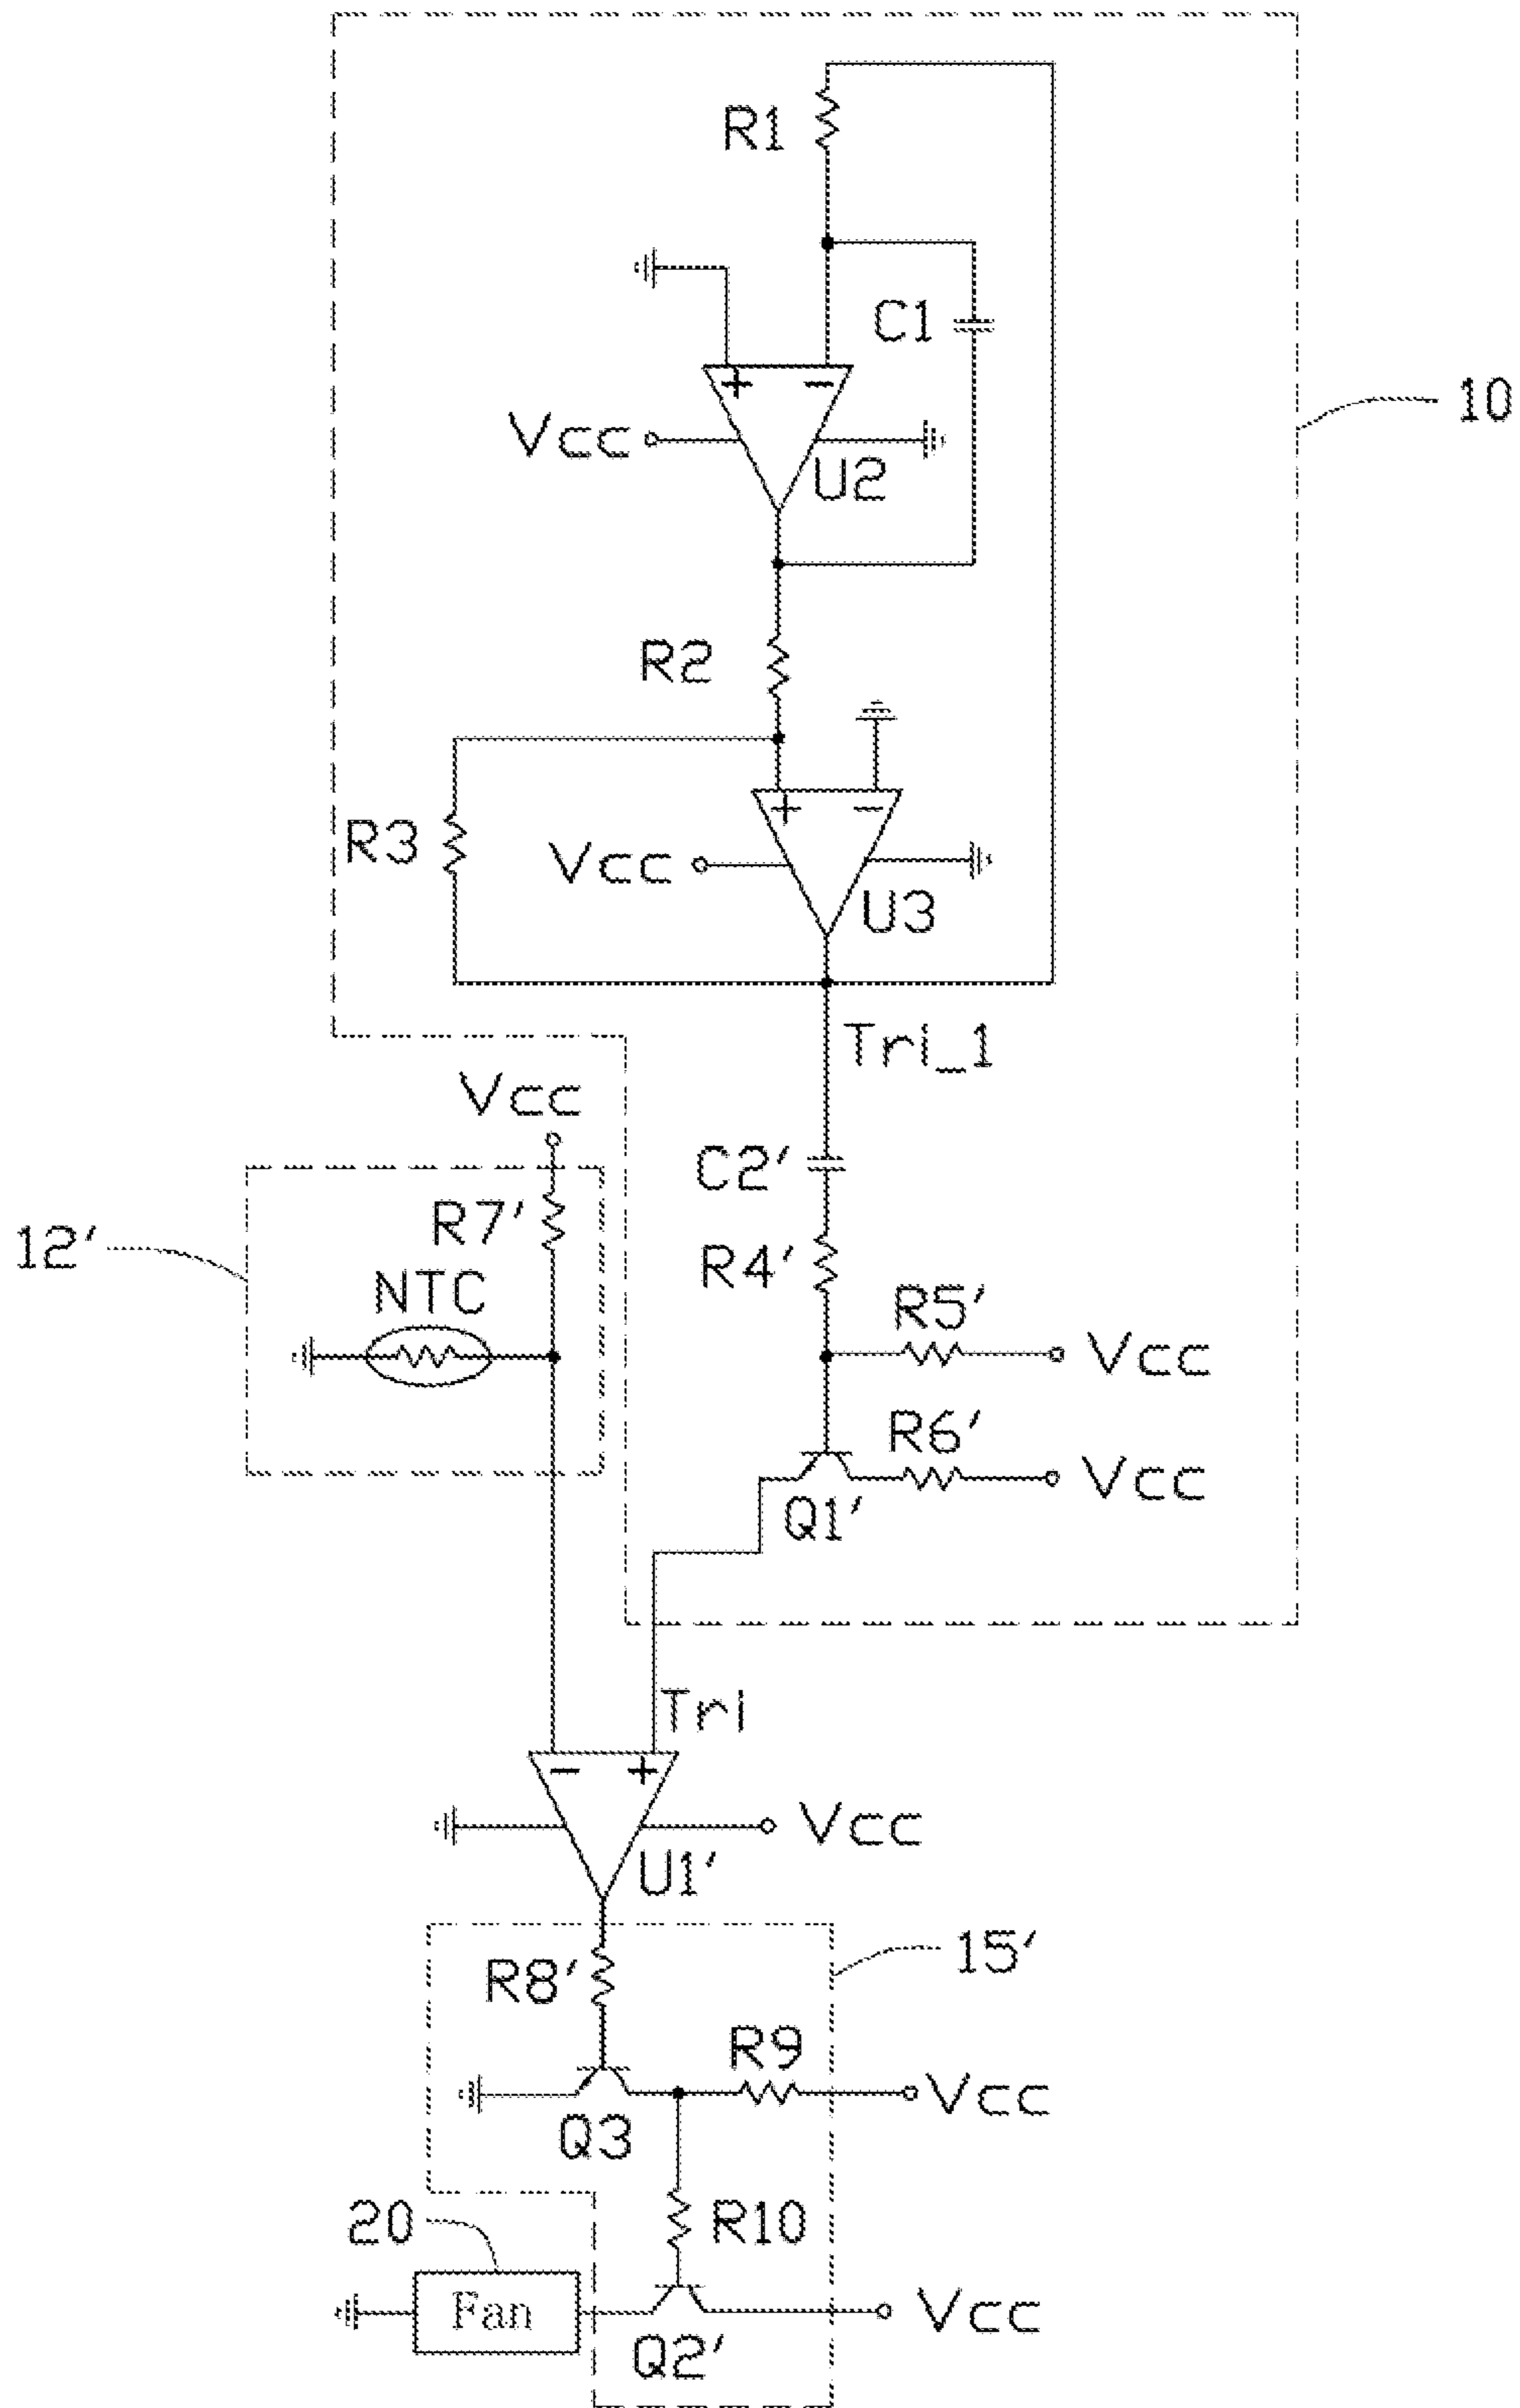 R1
C1
+ −
10
Vcc
U2
R2
+ −
R3
Vcc
U3
Tri_1
Vcc
C2'
R7'
12'
R4'
NTC
R5'
Vcc
R6'
Vcc
Q1'
Tri
− +
Vcc
U1'
15'
R8'
R9
Vcc
Q3
20
R10
Fan
Vcc
Q2'